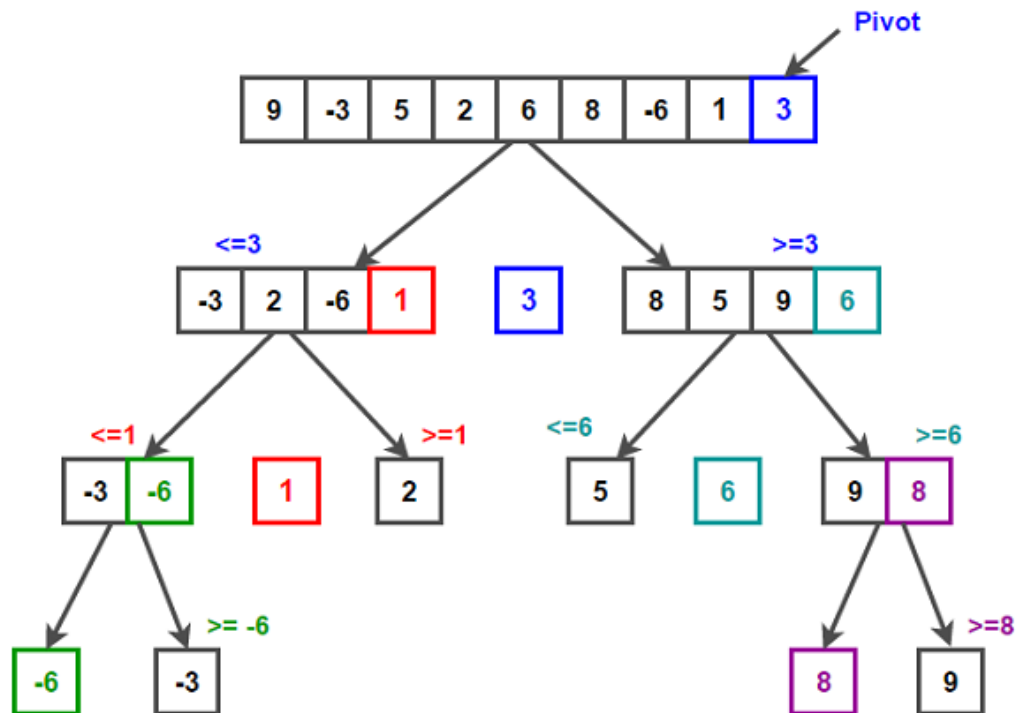 Pivot
9 -3 5 2 6 8 -6 1 3
<=3 >=3
-3 2 -6 1 3 8 5 9 6
<=1 >=1 <=6 >=6
-3 -6 1 2 5 6 9 8
>= -6 >=8
-6 -3 8 9